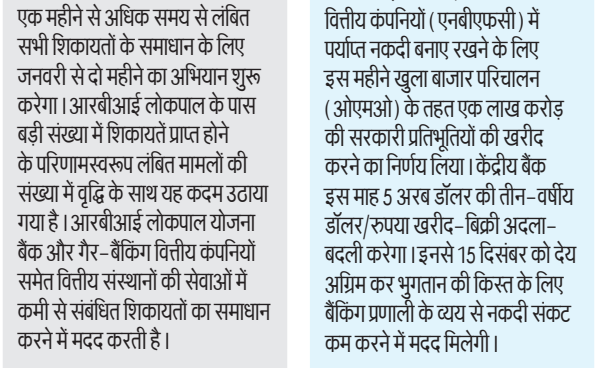 एक महीने से अधिक समय से लंबित
सभी शिकायतों के समाधान के लिए
जनवरी से दो महीने का अभियान शुरू
करेगा। आरबीआई लोकपाल के पास
बड़ी संख्या में शिकायतें प्राप्त होने
के परिणामस्वरूप लंबित मामलों की
संख्या में वृद्धि के साथ यह कदम उठाया
गया है। आरबीआई लोकपाल योजना
बैंक और गैर-बैंकिंग वित्तीय कंपनियों
समेत वित्तीय संस्थानों की सेवाओं में
कमी से संबंधित शिकायतों का समाधान
करने में मदद करती है।
वित्तीय कंपनियों (एनबीएफसी) में
पर्याप्त नकदी बनाए रखने के लिए
इस महीने खुला बाजार परिचालन
(ओएमओ) के तहत एक लाख करोड़
की सरकारी प्रतिभूतियों की खरीद
करने का निर्णय लिया। केंद्रीय बैंक
इस माह 5 अरब डॉलर की तीन-वर्षीय
डॉलर/रुपया खरीद-बिक्री अदला-
बदली करेगा। इनसे 15 दिसंबर को देय
अग्रिम कर भुगतान की किस्त के लिए
बैंकिंग प्रणाली के व्यय से नकदी संकट
कम करने में मदद मिलेगी।